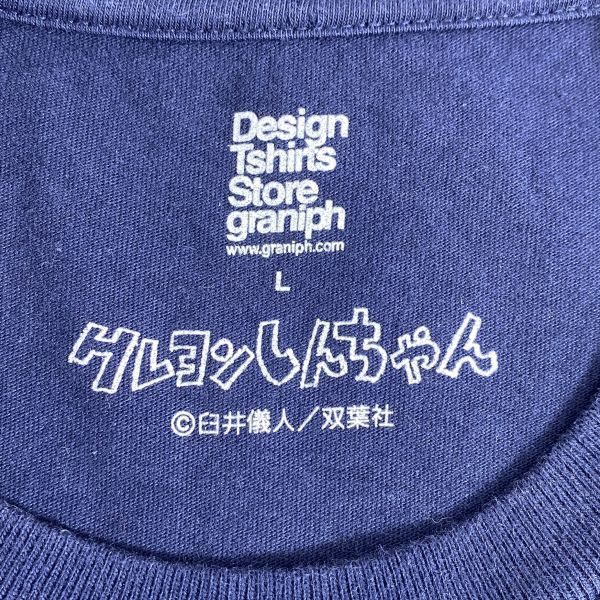 Design
Tshirts
Store
graniph
www.graniph.com
L
クレヨンしんちゃん
©臼井儀人／双葉社